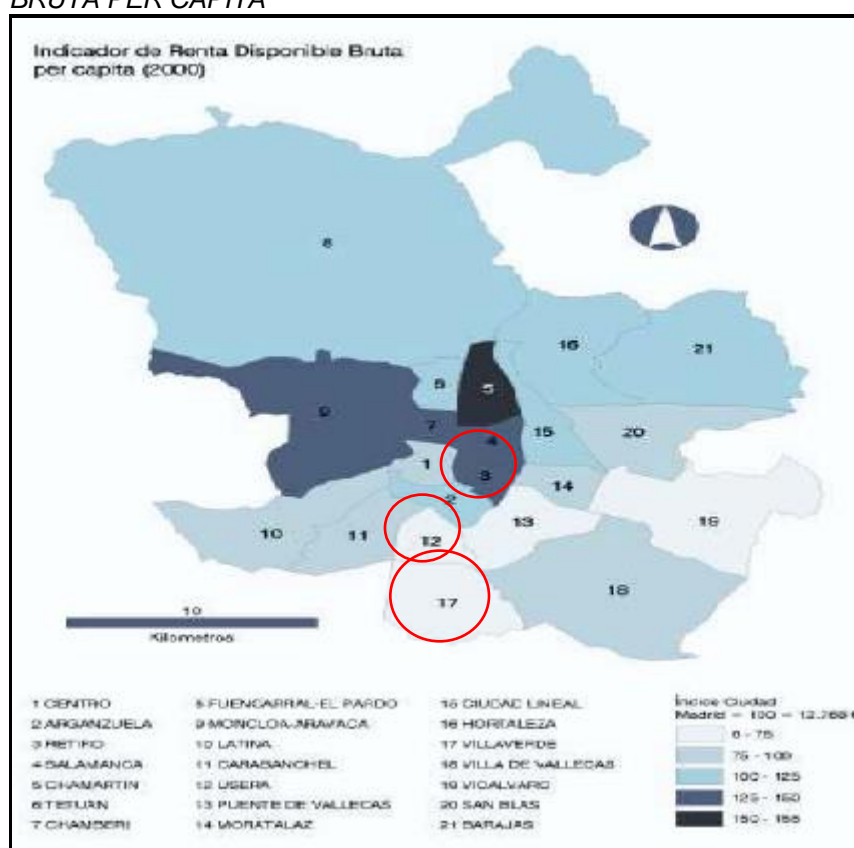 BRUTA PER CAPITA
Indicador de Renta Disponible Bruta
per capita (2000)
8
16
21
6
5
9
7
4
15
20
1
3
14
2
10
11
12
13
19
17
18
10
Kilometros
1 CENTRO
2 ARGANZUELA
3 RETIRO
4 SALAMANCA
5 CHAMARTIN
6 TETUAN
7 CHAMBERI
8 FUENCARRAL-EL PARDO
9 MONCLOA-ARAVACA
10 LATINA
11 CARABANCHEL
12 USERA
13 PUENTE DE VALLECAS
14 MORATALAZ
15 CIUDAD LINEAL
16 HORTALEZA
17 VILLAVERDE
18 VILLA DE VALLECAS
19 VICALVARO
20 SAN BLAS
21 BARAJAS
Índice Ciudad
Madrid = 100 =
75 - 100
100 - 125
125 - 150